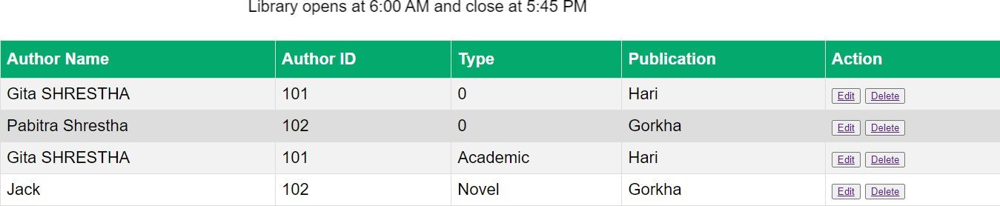 Library opens at 6:00 AM and close at 5:45 PM
Author Name Author ID Type Publication Action
Gita SHRESTHA 101 0 Hari Edit Delete
Pabitra Shrestha 102 0 Gorkha Edit Delete
Gita SHRESTHA 101 Academic Hari Edit Delete
Jack 102 Novel Gorkha Edit Delete